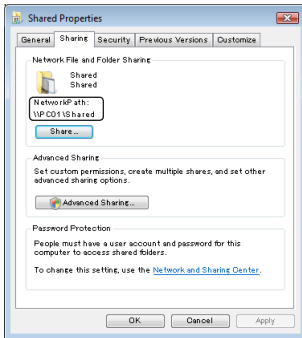 Shared Properties
General Sharing Security Previous Versions Customize
Network File and Folder Sharing
Shared
Shared
NetworkPath:
\\PC01\Shared
Share...
Advanced Sharing
Set custom permissions, create multiple shares, and set other
advanced sharing options.
Advanced Sharing...
Password Protection
People must have a user account and password for this
computer to access shared folders.
To change this setting, use the Network and Sharing Center.
OK Cancel Apply